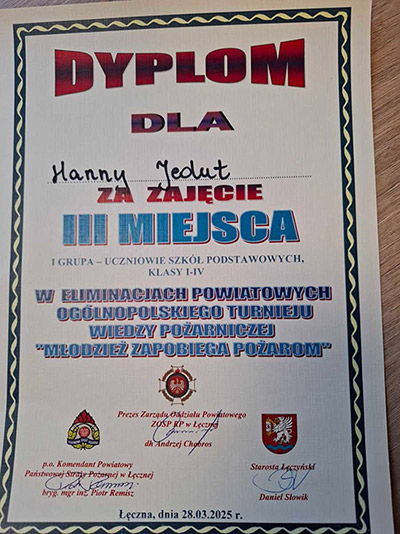 DYPLOM
DLA
Hanny Jedut
ZA ZAJĘCIE
III MIEJSCA
I GRUPA – UCZNIOWIE SZKÓŁ PODSTAWOWYCH,
KLASY I-IV
W ELIMINACJACH POWIATOWYCH
OGÓLNOPOLSKIEGO TURNIEJU
WIEDZY POŻARNICZEJ
"MŁODZIEŻ ZAPOBIEGA POŻAROM"
Prezes Zarządu Oddziału Powiatowego
ZOSP RP w Łęcznej
dh Andrzej Chobros
p.o. Komendant Powiatowy
Państwowej Straży Pożarnej w Łęcznej
bryg. mgr inż. Piotr Remisz
Starosta Łęczyński
Daniel Słowik
Łęczna, dnia 28.03.2025 r.